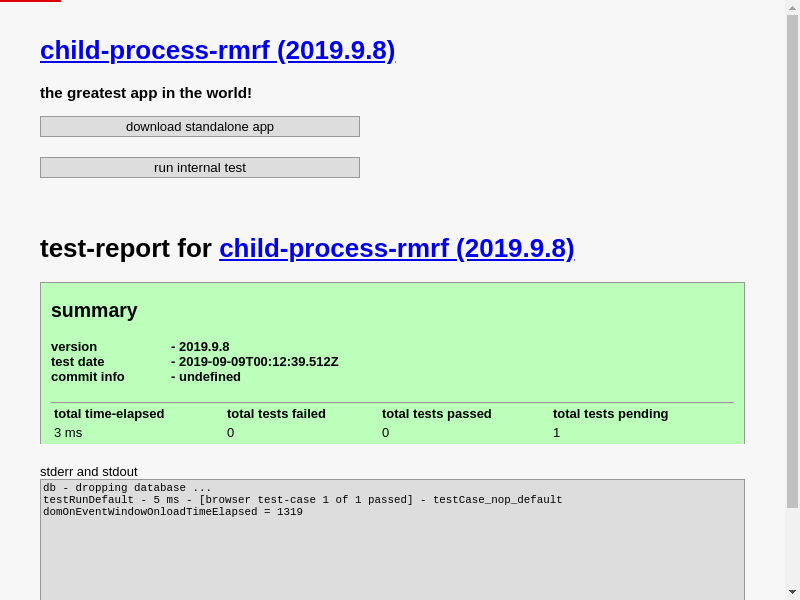 child-process-rmrf (2019.9.8)
the greatest app in the world!
download standalone app
run internal test
test-report for child-process-rmrf (2019.9.8)
summary
version - 2019.9.8
test date - 2019-09-09T00:12:39.512Z
commit info - undefined
total time-elapsed total tests failed total tests passed total tests pending
3 ms 0 0 1
stderr and stdout
db - dropping database ...
testRunDefault - 5 ms - [browser test-case 1 of 1 passed] - testCase_nop_default
domOnEventWindowOnloadTimeElapsed = 1319